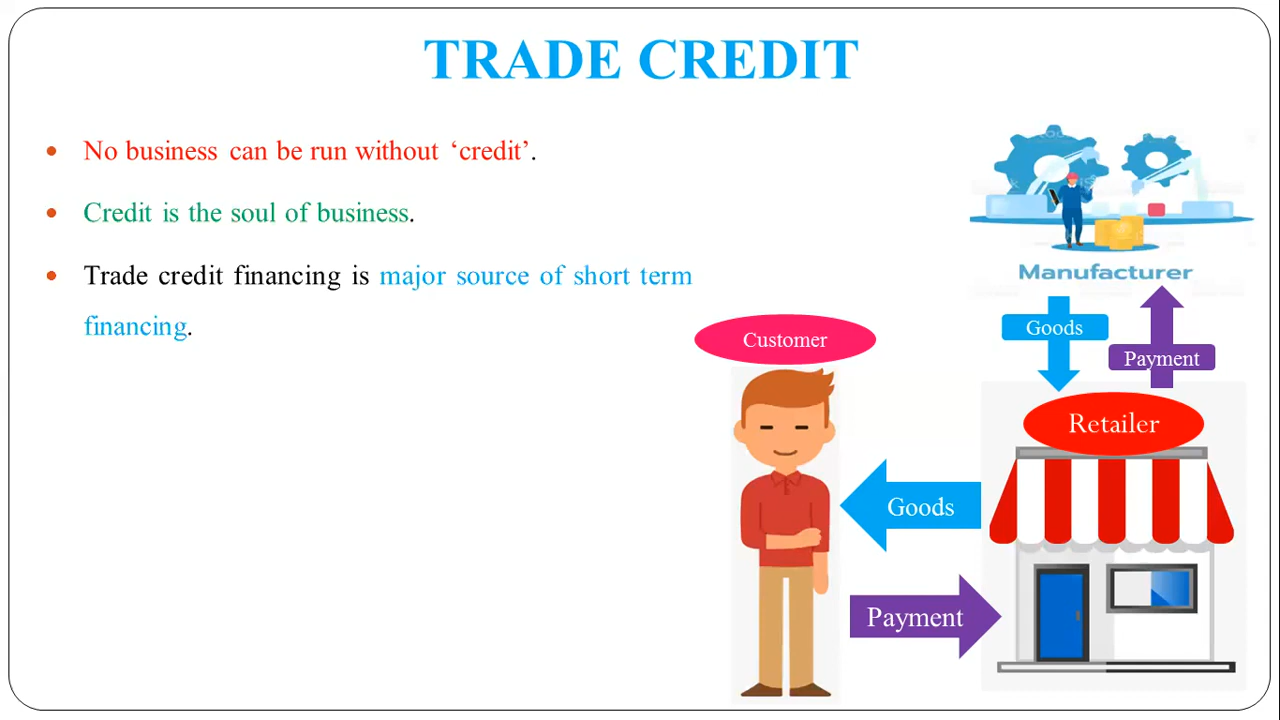 TRADE CREDIT
No business can be run without ‘credit’.
Credit is the soul of business.
Trade credit financing is major source of short term
financing.
Manufacturer
Goods
Payment
Customer
Retailer
Goods
Payment